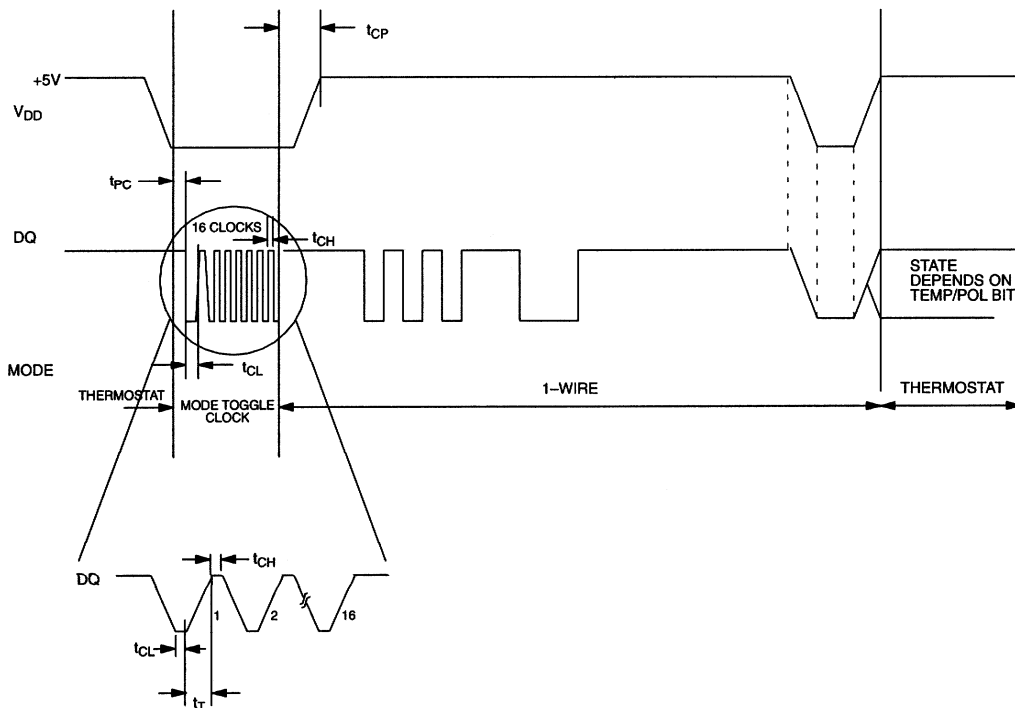 tCP
+5V
VDD
tPC
16 CLOCKS
tCH
DQ
STATE
DEPENDS ON
TEMP/POL BIT
tCL
MODE
THERMOSTAT
MODE TOGGLE
CLOCK
1–WIRE
THERMOSTAT
tCH
DQ
1
2
16
tCL
tT